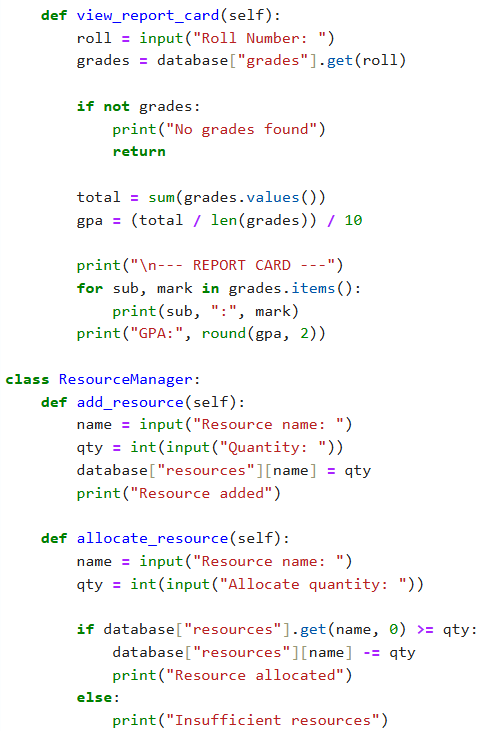 def view_report_card(self):
        roll = input("Roll Number: ")
        grades = database["grades"].get(roll)

        if not grades:
            print("No grades found")
            return

        total = sum(grades.values())
        gpa = (total / len(grades)) / 10

        print("\n--- REPORT CARD ---")
        for sub, mark in grades.items():
            print(sub, ":", mark)
        print("GPA:", round(gpa, 2))

class ResourceManager:
    def add_resource(self):
        name = input("Resource name: ")
        qty = int(input("Quantity: "))
        database["resources"][name] = qty
        print("Resource added")

    def allocate_resource(self):
        name = input("Resource name: ")
        qty = int(input("Allocate quantity: "))

        if database["resources"].get(name, 0) >= qty:
            database["resources"][name] -= qty
            print("Resource allocated")
        else:
            print("Insufficient resources")